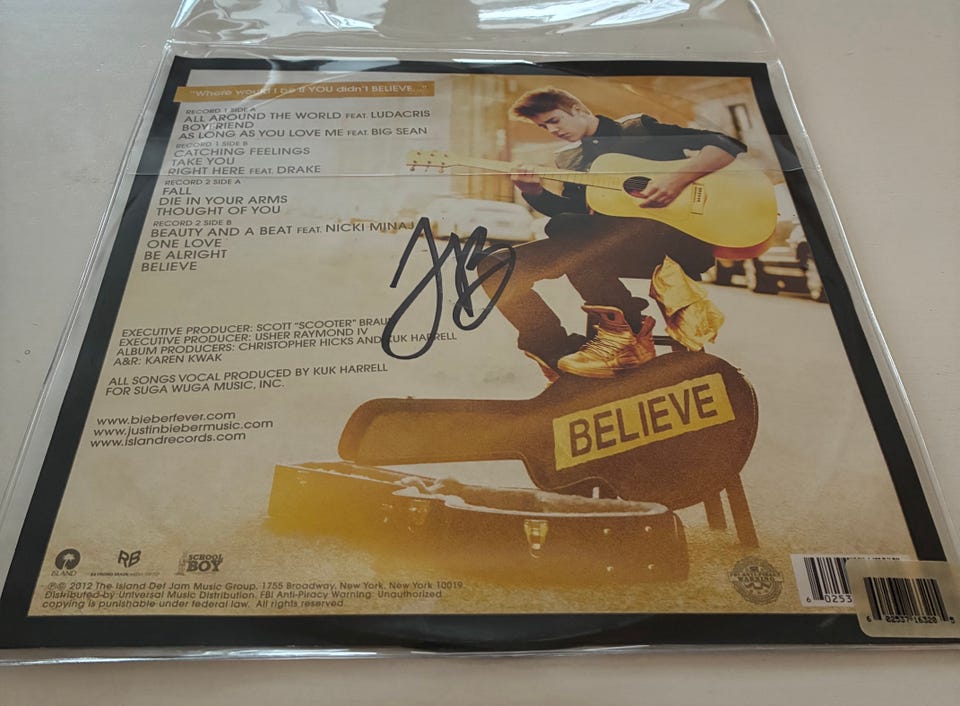 "Where would I be if YOU didn't BELIEVE..."
RECORD 1 SIDE A
ALL AROUND THE WORLD FEAT. LUDACRIS
BOYFRIEND
AS LONG AS YOU LOVE ME FEAT. BIG SEAN
RECORD 1 SIDE B
CATCHING FEELINGS
TAKE YOU
RIGHT HERE FEAT. DRAKE
RECORD 2 SIDE A
FALL
DIE IN YOUR ARMS
THOUGHT OF YOU
RECORD 2 SIDE B
BEAUTY AND A BEAT FEAT. NICKI MINAJ
ONE LOVE
BE ALRIGHT
BELIEVE
JB
EXECUTIVE PRODUCER: SCOTT "SCOOTER" BRAUN
EXECUTIVE PRODUCER: USHER RAYMOND IV
ALBUM PRODUCERS: CHRISTOPHER HICKS AND KUK HARRELL
A&R: KAREN KWAK
ALL SONGS VOCAL PRODUCED BY KUK HARRELL
FOR SUGA WUGA MUSIC, INC.
www.bieberfever.com
www.justinbiebermusic.com
www.islandrecords.com
BELIEVE
ISLAND
RB
SCHOOL
BOY
℗© 2012 The Island Def Jam Music Group, 1755 Broadway, New York, New York 10019.
Distributed by Universal Music Distribution. FBI Anti-Piracy Warning: Unauthorized
copying is punishable under federal law. All rights reserved.
6 0253
6 02537 16320 5